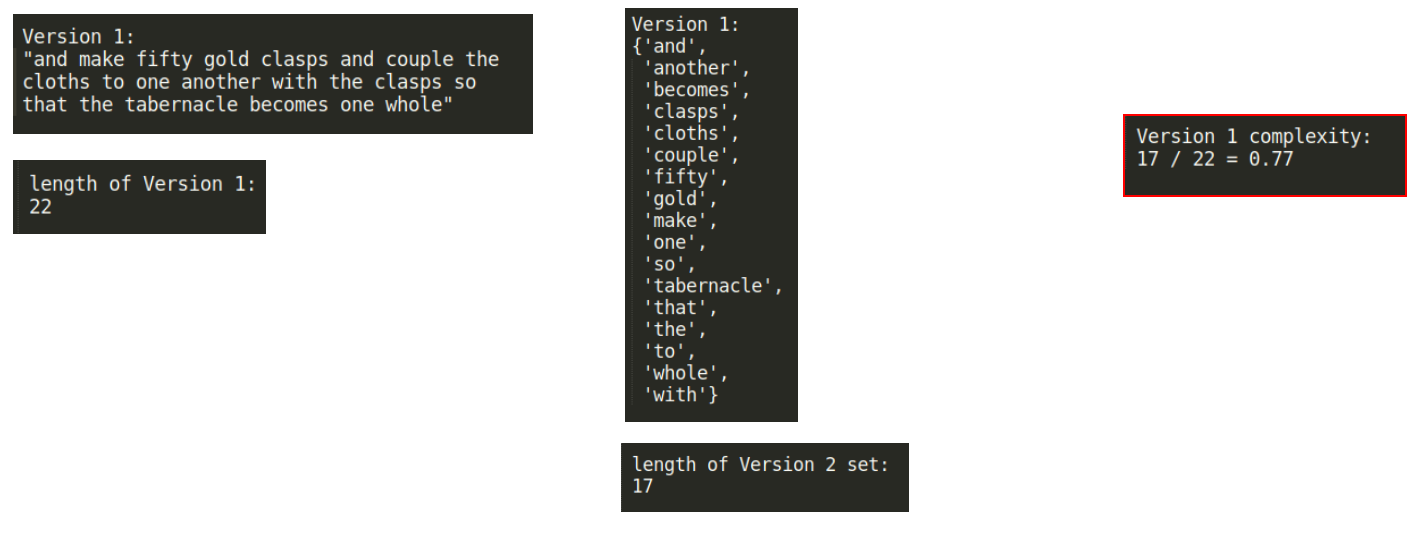 Version 1:
"and make fifty gold clasps and couple the
cloths to one another with the clasps so
that the tabernacle becomes one whole"
length of Version 1:
22
Version 1:
{'and',
'another',
'becomes',
'clasps',
'cloths',
'couple',
'fifty',
'gold',
'make',
'one',
'so',
'tabernacle',
'that',
'the',
'to',
'whole',
'with'}
length of Version 2 set:
17
Version 1 complexity:
17 / 22 = 0.77